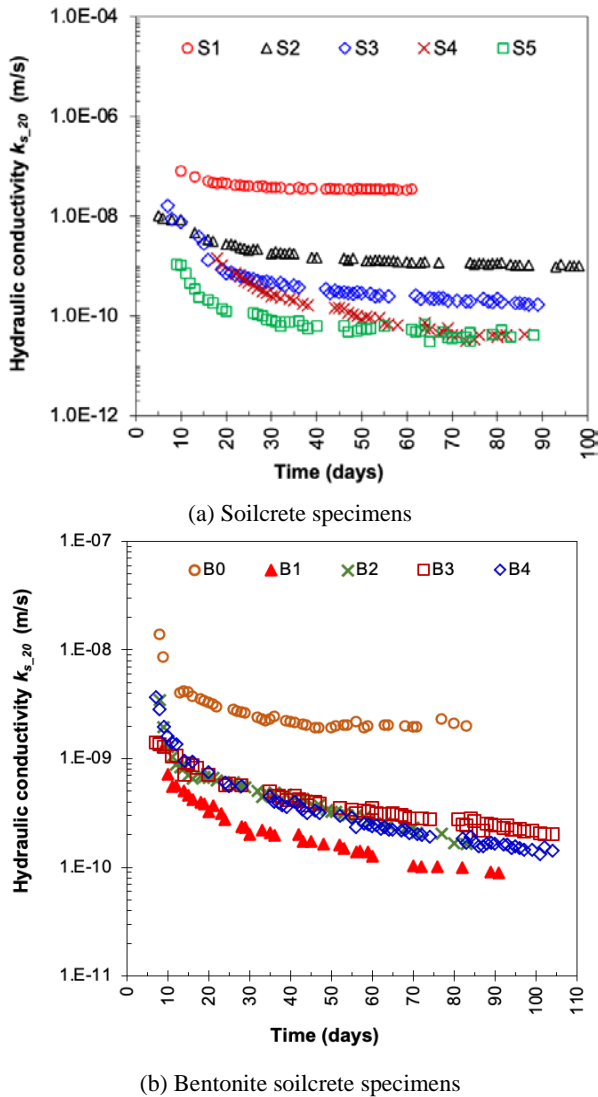 1.0E-04
S1 S2 S3 S4 S5
1.0E-06
1.0E-08
1.0E-10
1.0E-12
Hydraulic conductivity ks_20 (m/s)
0 10 20 30 40 50 60 70 80 90 100
Time (days)
(a) Soilcrete specimens
1.E-07
B0 B1 B2 B3 B4
1.E-08
1.E-09
1.E-10
1.E-11
Hydraulic conductivity ks_20 (m/s)
0 10 20 30 40 50 60 70 80 90 100 110
Time (days)
(b) Bentonite soilcrete specimens